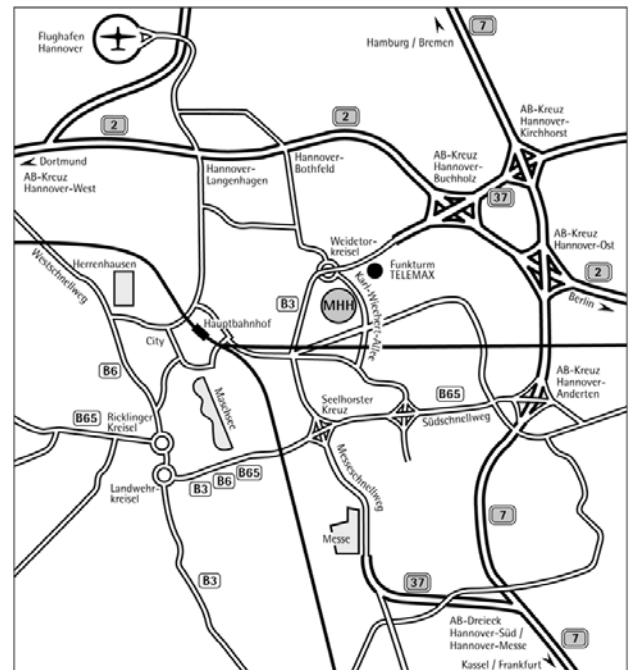 7
Flughafen
Hannover
Hamburg / Bremen
2
2
AB-Kreuz
Hannover-
Kirchhorst
Dortmund
AB-Kreuz
Hannover-West
Hannover-
Langenhagen
Hannover-
Bothfeld
AB-Kreuz
Hannover-
Buchholz
37
Weidetor-
kreisel
AB-Kreuz
Hannover-Ost
Herrenhausen
Westschnellweg
Funkturm
TELEMAX
2
Berlin
B3
MHH
Karl-Wiechert-Allee
Hauptbahnhof
City
B6
Maschsee
AB-Kreuz
Hannover-
Anderten
B65
Ricklinger
Kreisel
Seelhorster
Kreuz
B65
Südschnellweg
Landwehr-
kreisel
B3
B6
B65
Messeschnellweg
7
Messe
B3
37
AB-Dreieck
Hannover-Süd /
Hannover-Messe
7
Kassel / Frankfurt